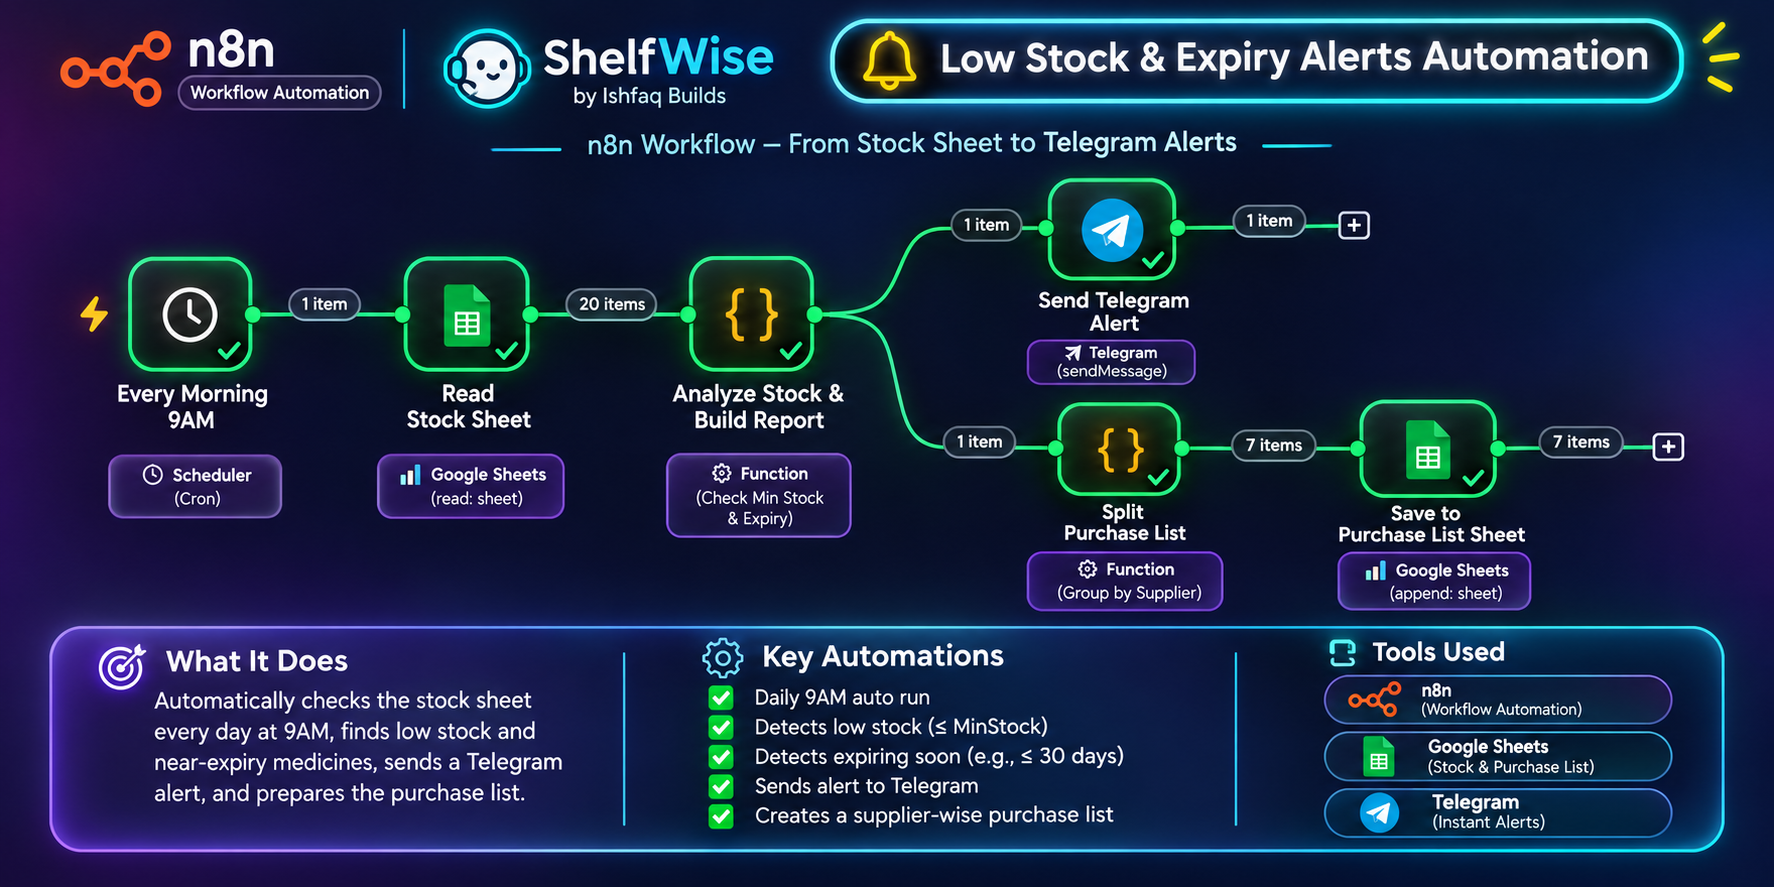 n8n
Workflow Automation
ShelfWise
by Ishfaq Builds
Low Stock & Expiry Alerts Automation
n8n Workflow – From Stock Sheet to Telegram Alerts
1 item
20 items
1 item
1 item
Every Morning
9AM
Scheduler
(Cron)
Read
Stock Sheet
Google Sheets
(read: sheet)
{ }
Analyze Stock &
Build Report
Function
(Check Min Stock
& Expiry)
Send Telegram
Alert
Telegram
(sendMessage)
1 item
{ }
7 items
7 items
Split
Purchase List
Function
(Group by Supplier)
Save to
Purchase List Sheet
Google Sheets
(append: sheet)
What It Does
Automatically checks the stock sheet
every day at 9AM, finds low stock and
near-expiry medicines, sends a Telegram
alert, and prepares the purchase list.
Key Automations
Daily 9AM auto run
Detects low stock (≤ MinStock)
Detects expiring soon (e.g., ≤ 30 days)
Sends alert to Telegram
Creates a supplier-wise purchase list
Tools Used
n8n
(Workflow Automation)
Google Sheets
(Stock & Purchase List)
Telegram
(Instant Alerts)